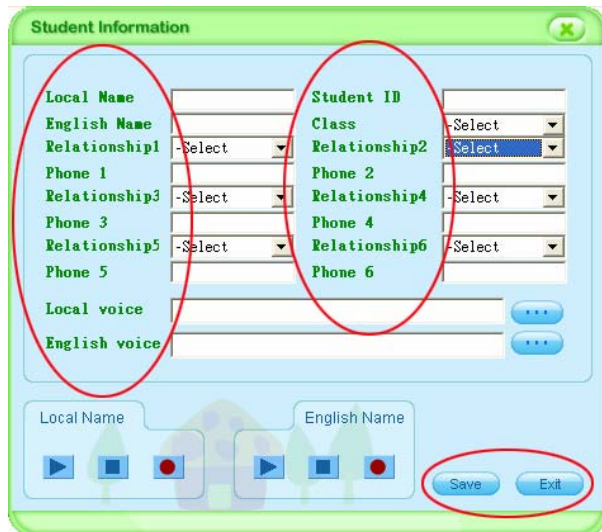 Student Information
Local Name Student ID
English Name Class -Select
Relationship1 -Select Relationship2 -Select
Phone 1 Phone 2
Relationship3 -Select Relationship4 -Select
Phone 3 Phone 4
Relationship5 -Select Relationship6 -Select
Phone 5 Phone 6
Local voice ...
English voice ...
Local Name English Name
Save Exit